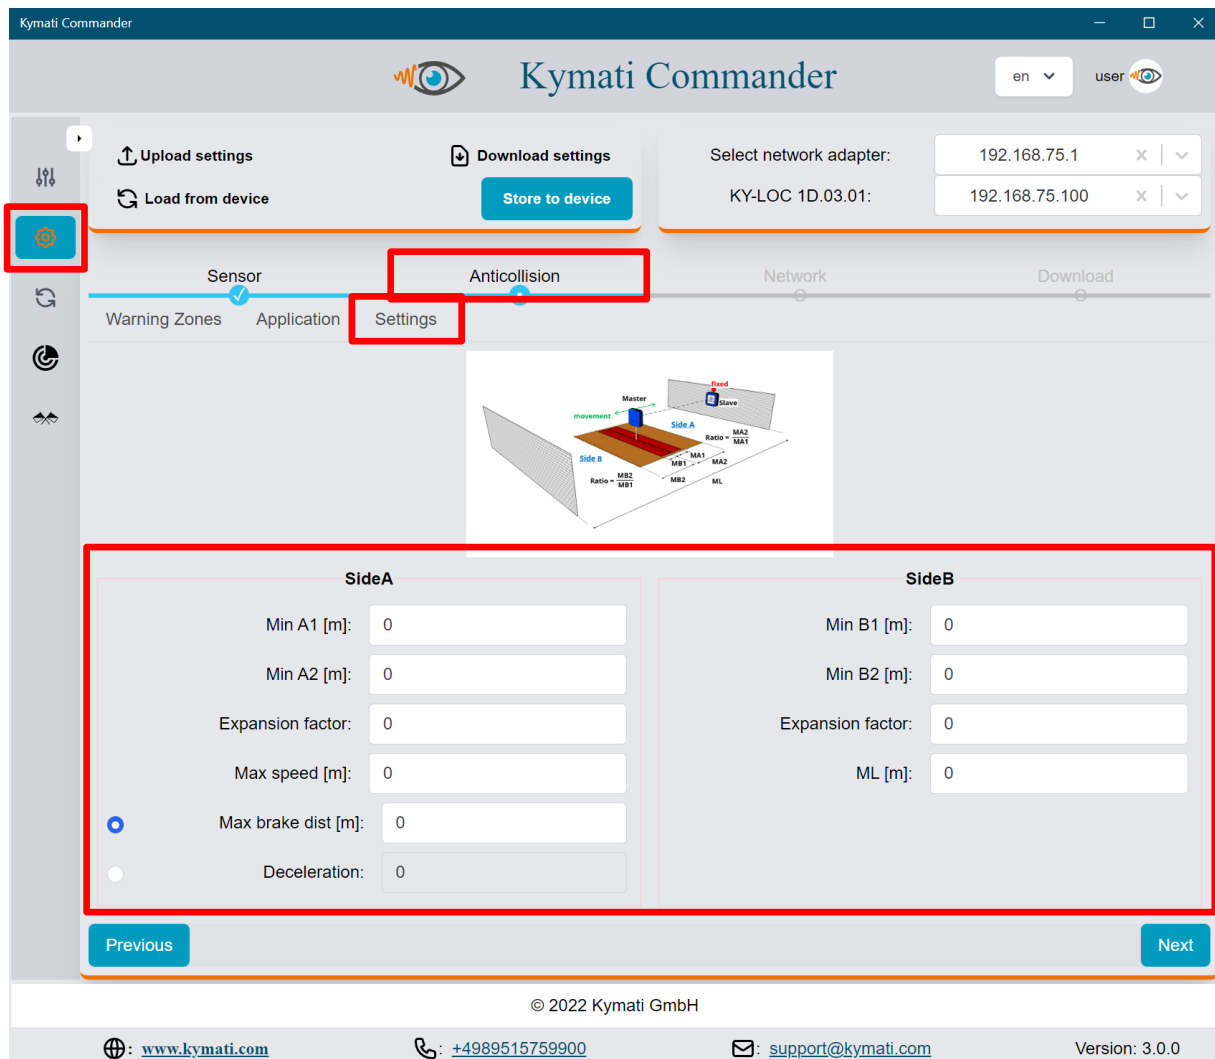 Kymati Commander
Kymati Commander
en
user
Upload settings
Download settings
Load from device
Store to device
Select network adapter:
192.168.75.1
KY-LOC 1D.03.01:
192.168.75.100
Sensor
Anticollision
Network
Download
Warning Zones
Application
Settings
fixed
Master
Slave
movement
Side A
Ratio = MA2
MA1
Side B
MA1
MB1
MA2
Ratio = MB2
MB1
MB2
ML
SideA
Min A1 [m]: 0
Min A2 [m]: 0
Expansion factor: 0
Max speed [m]: 0
Max brake dist [m]: 0
Deceleration: 0
SideB
Min B1 [m]: 0
Min B2 [m]: 0
Expansion factor: 0
ML [m]: 0
Previous
Next
© 2022 Kymati GmbH
: www.kymati.com
: +4989515759900
: support@kymati.com
Version: 3.0.0